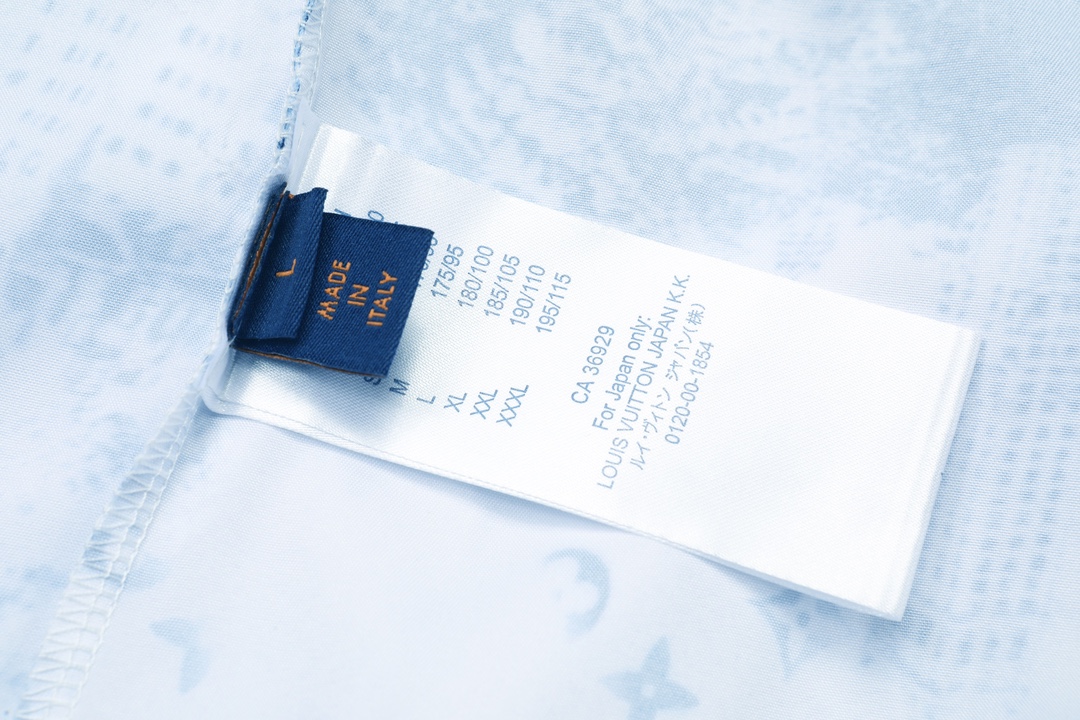 L
MADE
IN
ITALY
175/95
180/100
185/105
190/110
195/115
S
M
L
XL
XXL
XXXL
CA 36929
For Japan only:
LOUIS VUITTON JAPAN K.K.
ルイ・ヴィトン ジャパン(株)
0120-00-1854